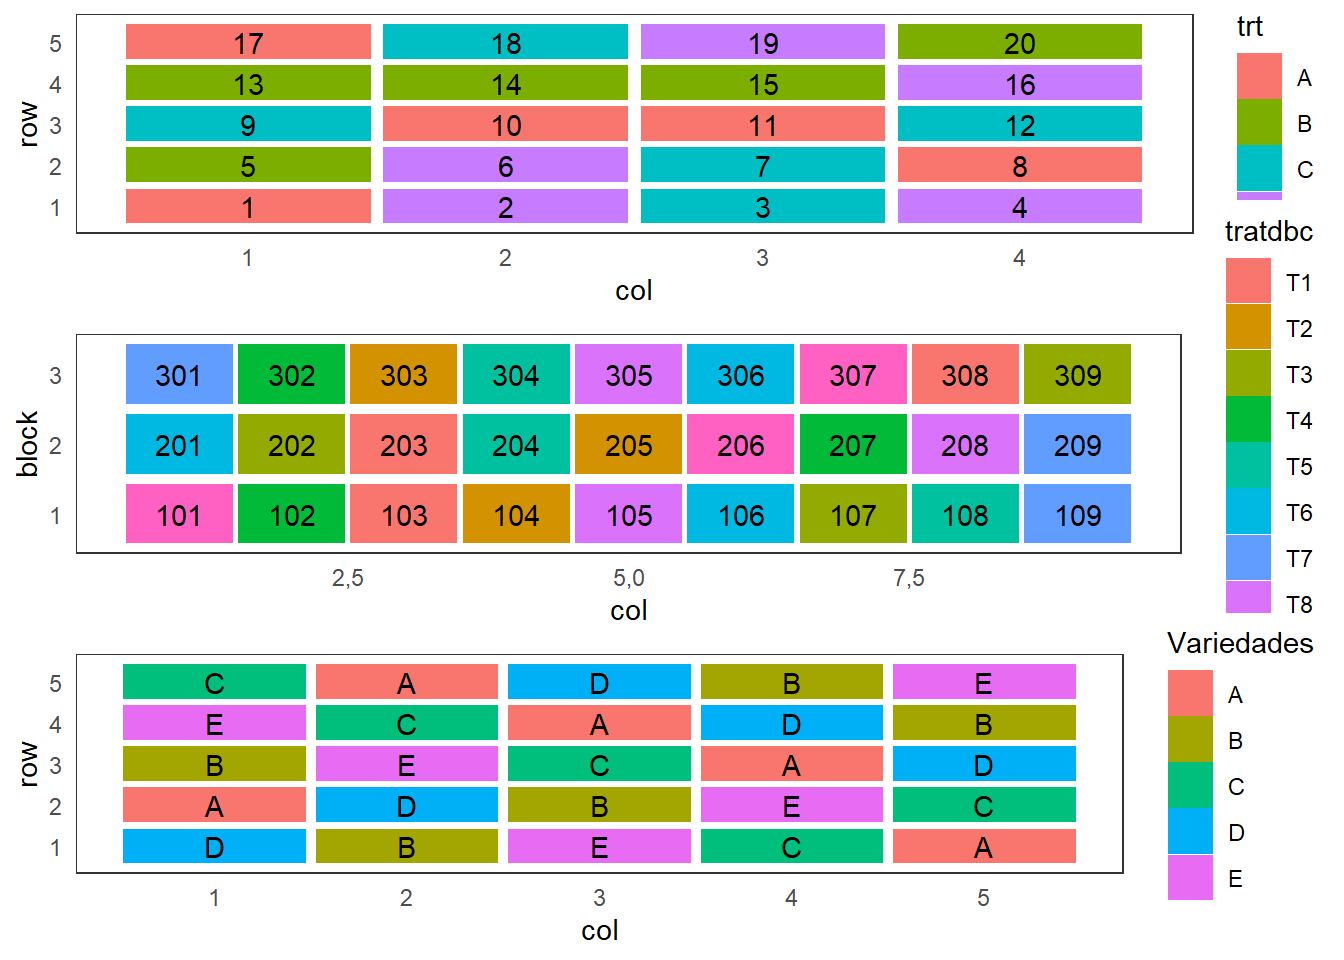 trt
5 17 18 19 20
A
4 13 14 15 16
B
3 9 10 11 12
C
2 5 6 7 8
1 1 2 3 4
row
1 2 3 4
col
tratdbc
T1
T2
T3
T4
T5
T6
T7
T8
3 301 302 303 304 305 306 307 308 309
2 201 202 203 204 205 206 207 208 209
1 101 102 103 104 105 106 107 108 109
block
2,5 5,0 7,5
col
Variedades
A
B
C
D
E
5 C A D B E
4 E C A D B
3 B E C A D
2 A D B E C
1 D B E C A
row
1 2 3 4 5
col